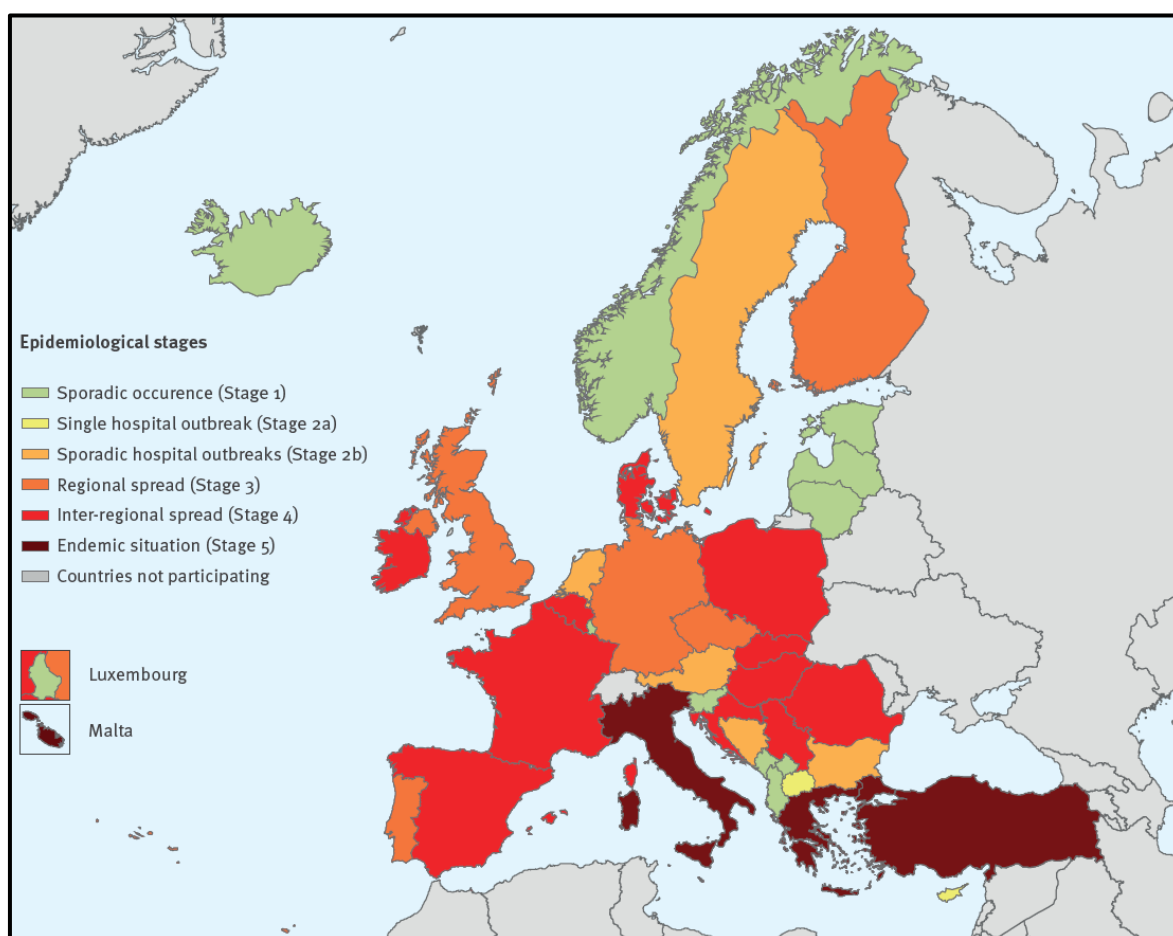 Epidemiological stages
Sporadic occurence (Stage 1)
Single hospital outbreak (Stage 2a)
Sporadic hospital outbreaks (Stage 2b)
Regional spread (Stage 3)
Inter-regional spread (Stage 4)
Endemic situation (Stage 5)
Countries not participating
Luxembourg
Malta